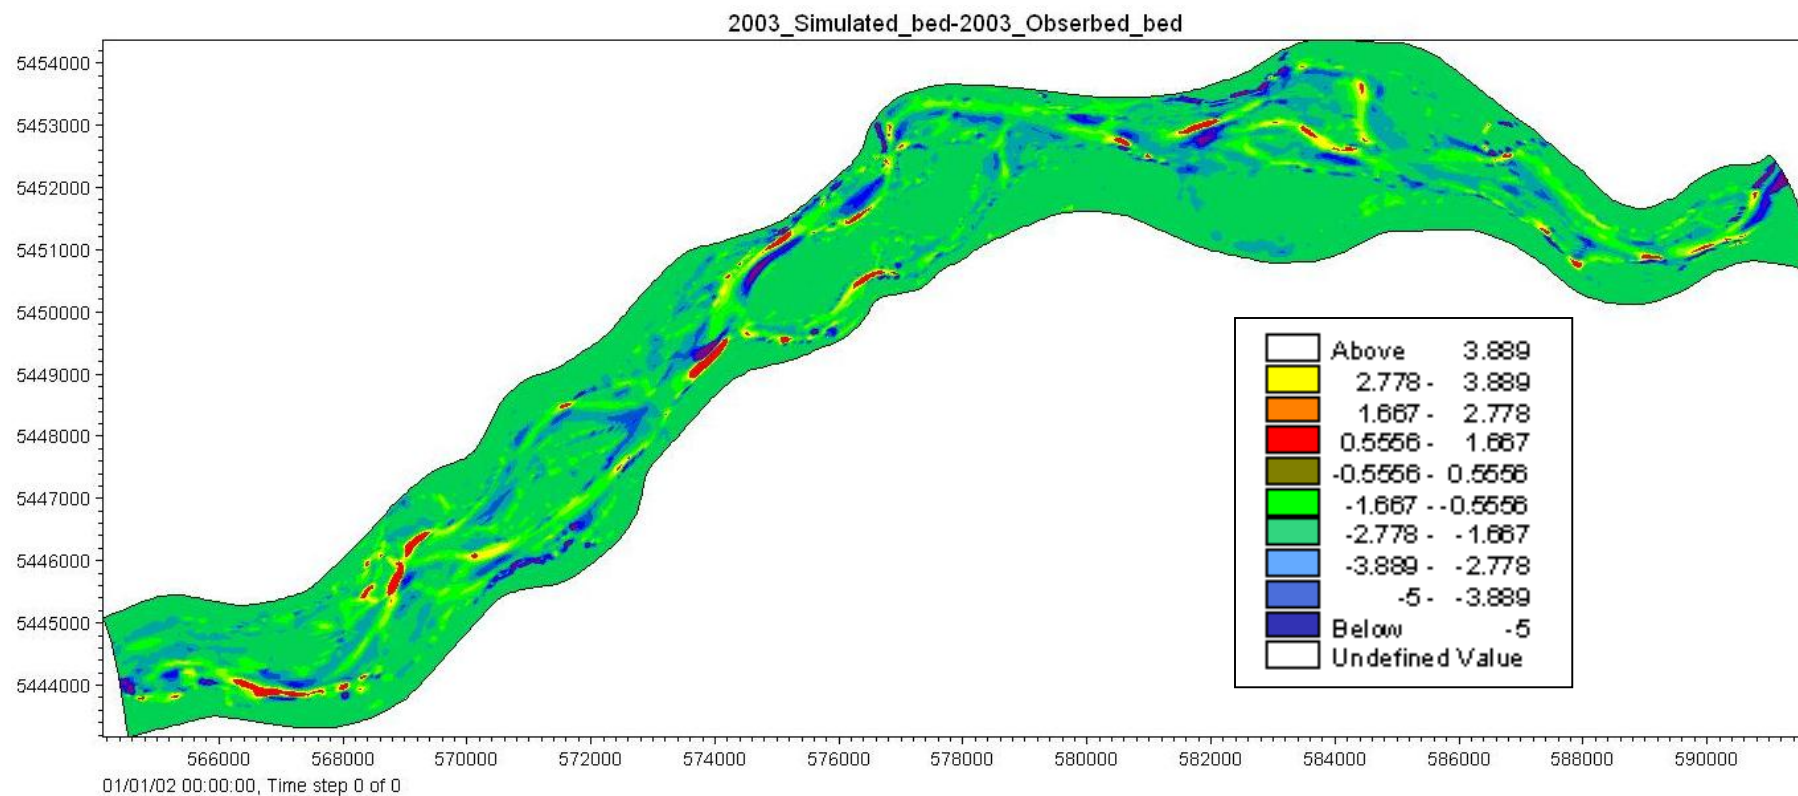 2003_Simulated_bed-2003_Obserbed_bed
5454000
5453000
5452000
5451000
5450000
5449000
5448000
5447000
5446000
5445000
5444000
Above 3.889
2.778 - 3.889
1.667 - 2.778
0.5556 - 1.667
-0.5556 - 0.5556
-1.667 - -0.5556
-2.778 - -1.667
-3.889 - -2.778
-5 - -3.889
Below -5
Undefined Value
566000 568000 570000 572000 574000 576000 578000 580000 582000 584000 586000 588000 590000
01/01/02 00:00:00, Time step 0 of 0